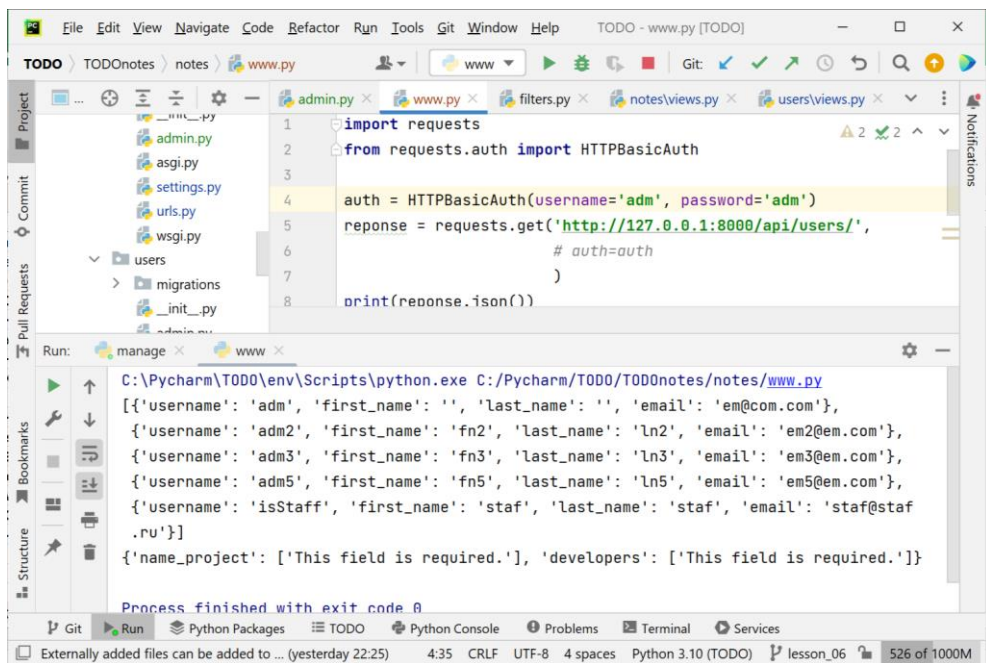 PC File Edit View Navigate Code Refactor Run Tools Git Window Help TODO - www.py [TODO]
TODO TODOnotes notes www.py www Git:
... admin.py www.py filters.py notes\views.py users\views.py
Project
Commit
Pull Requests
Bookmarks
Structure
Notifications
__init__.py
admin.py
asgi.py
settings.py
urls.py
wsgi.py
users
migrations
__init__.py
admin.py
2 2
1 import requests
2 from requests.auth import HTTPBasicAuth
3
4 auth = HTTPBasicAuth(username='adm', password='adm')
5 reponse = requests.get('http://127.0.0.1:8000/api/users/',
6 # auth=auth
7 )
8 print(reponse.json())
Run: manage www
C:\Pycharm\TODO\env\Scripts\python.exe C:/Pycharm/TODO/TODOnotes/notes/www.py
[{'username': 'adm', 'first_name': '', 'last_name': '', 'email': 'em@com.com'},
{'username': 'adm2', 'first_name': 'fn2', 'last_name': 'ln2', 'email': 'em2@em.com'},
{'username': 'adm3', 'first_name': 'fn3', 'last_name': 'ln3', 'email': 'em3@em.com'},
{'username': 'adm5', 'first_name': 'fn5', 'last_name': 'ln5', 'email': 'em5@em.com'},
{'username': 'isStaff', 'first_name': 'staf', 'last_name': 'staf', 'email': 'staf@staf
.ru'}]
{'name_project': ['This field is required.'], 'developers': ['This field is required.']}
Process finished with exit code 0
Git Run Python Packages TODO Python Console Problems Terminal Services
Externally added files can be added to ... (yesterday 22:25) 4:35 CRLF UTF-8 4 spaces Python 3.10 (TODO) lesson_06 526 of 1000M